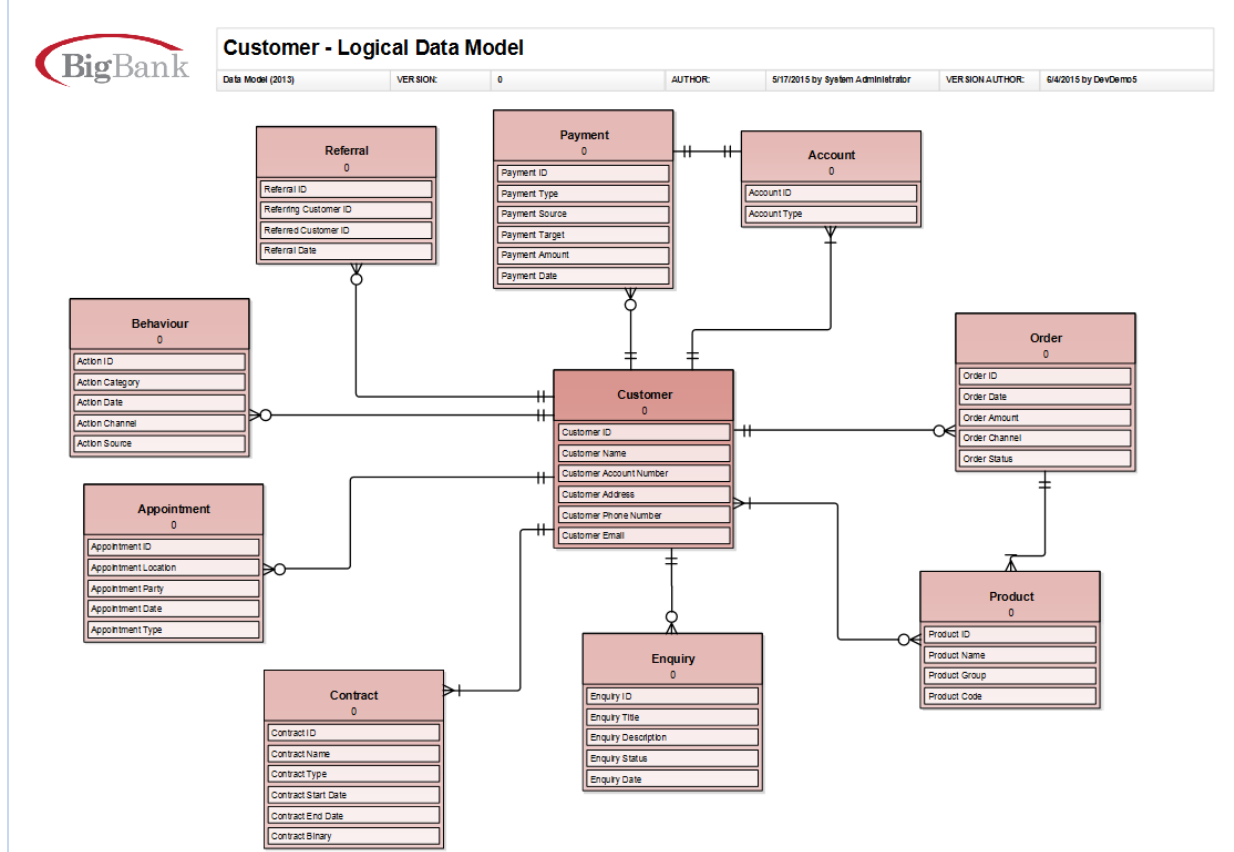 BigBank
Customer - Logical Data Model
Data Model (2013) VERSION: 0 AUTHOR: 5/17/2015 by System Administrator VERSION AUTHOR: 6/4/2015 by DevDemo5
Referral
0
Referral ID
Referring Customer ID
Referred Customer ID
Referral Date
Payment
0
Payment ID
Payment Type
Payment Source
Payment Target
Payment Amount
Payment Date
Account
0
Account ID
Account Type
Behaviour
0
Action ID
Action Category
Action Date
Action Channel
Action Source
Customer
0
Customer ID
Customer Name
Customer Account Number
Customer Address
Customer Phone Number
Customer Email
Order
0
Order ID
Order Date
Order Amount
Order Channel
Order Status
Appointment
0
Appointment ID
Appointment Location
Appointment Party
Appointment Date
Appointment Type
Product
0
Product ID
Product Name
Product Group
Product Code
Contract
0
Contract ID
Contract Name
Contract Type
Contract Start Date
Contract End Date
Contract Binary
Enquiry
0
Enquiry ID
Enquiry Title
Enquiry Description
Enquiry Status
Enquiry Date